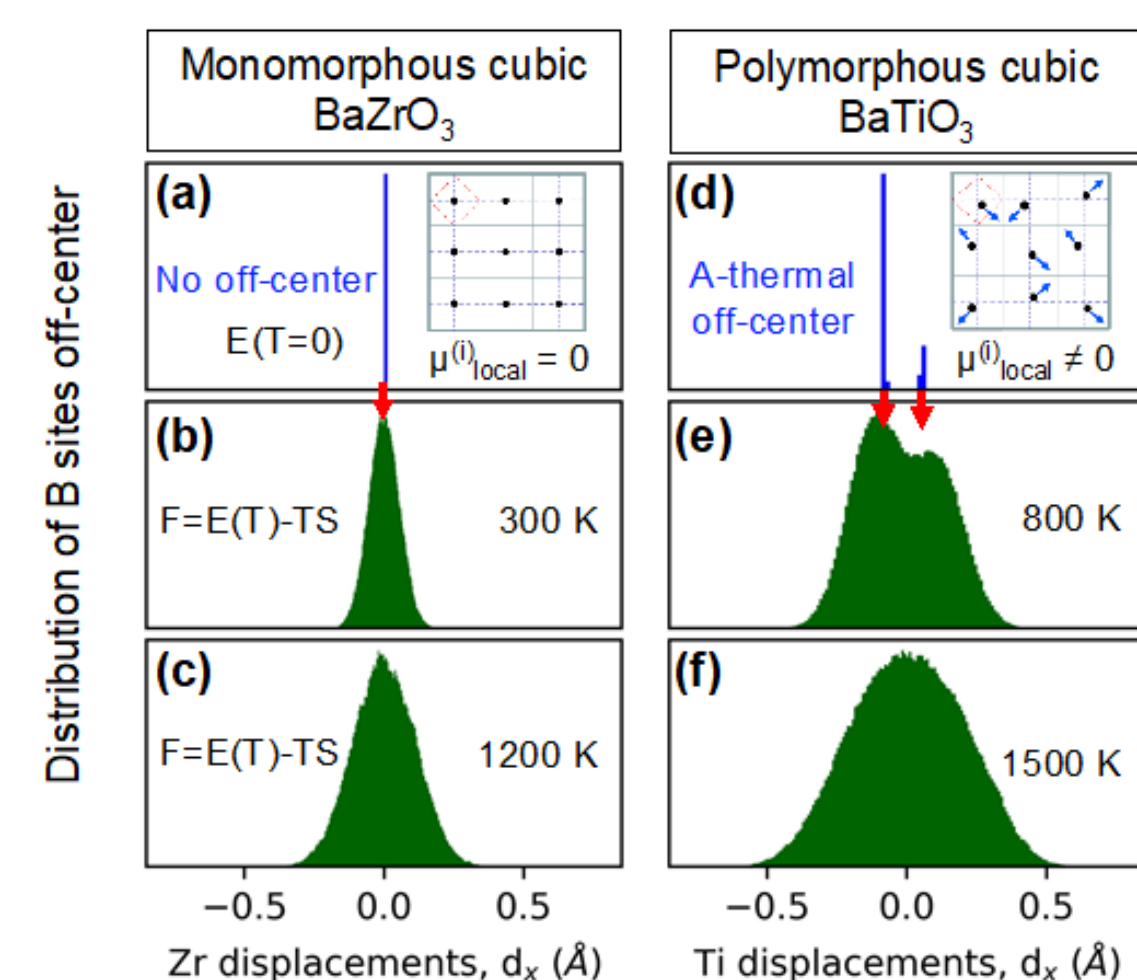 Monomorphous cubic
BaZrO₃
Polymorphous cubic
BaTiO₃
Distribution of B sites off-center
(a)
No off-center
E(T=0)
μ⁽ⁱ⁾local = 0
(d)
A-thermal
off-center
μ⁽ⁱ⁾local ≠ 0
(b)
F=E(T)-TS
300 K
(e)
800 K
(c)
F=E(T)-TS
1200 K
(f)
1500 K
−0.5 0.0 0.5
−0.5 0.0 0.5
Zr displacements, dₓ (Å)
Ti displacements, dₓ (Å)